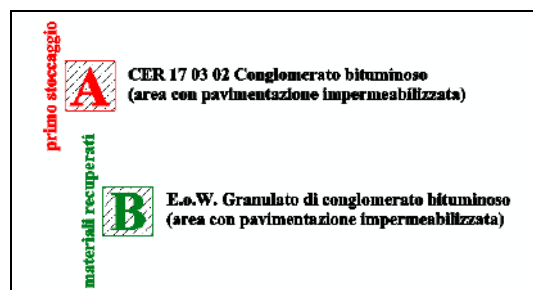 primo stoccaggio
A
CER 17 03 02 Conglomerato bituminoso
(area con pavimentazione impermeabilizzata)
materiali recuperati
B
E.o.W. Granulato di conglomerato bituminoso
(area con pavimentazione impermeabilizzata)